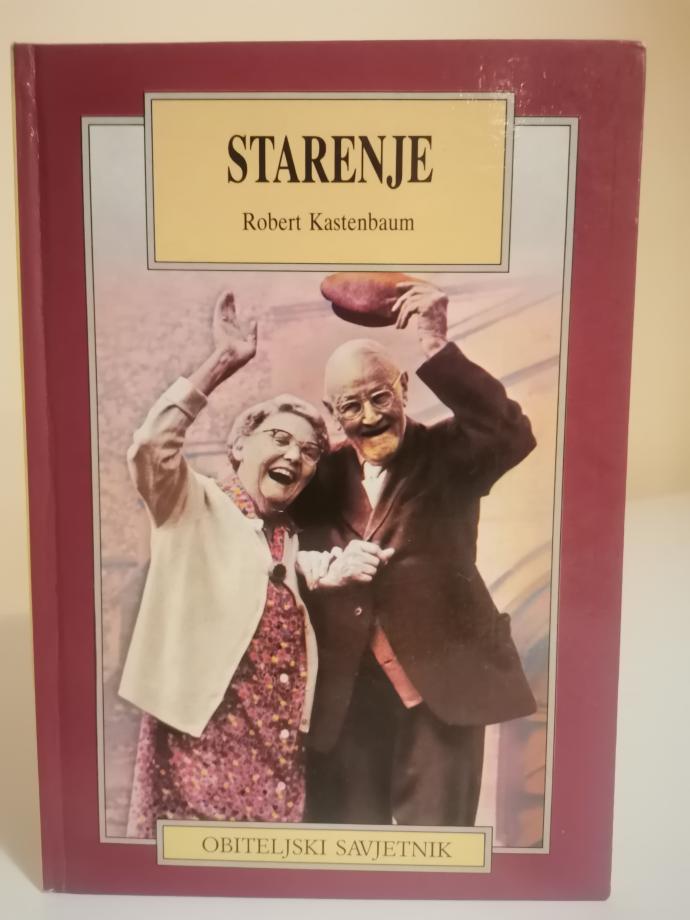 STARENJE
Robert Kastenbaum
OBITELJSKI SAVJETNIK